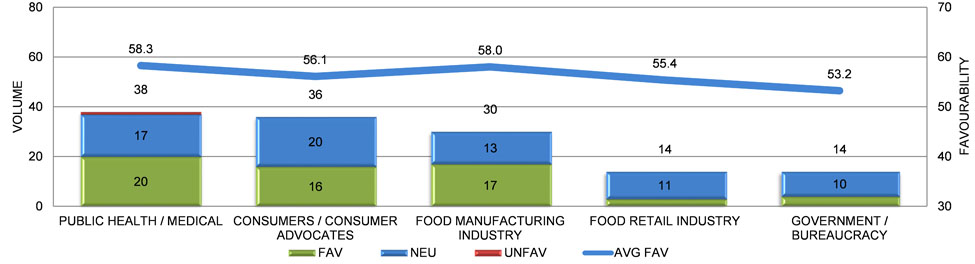 80 70
58.3 56.1 58.0 55.4 53.2
60 60
38 36 30 14 14
40 50
17 20 13 11 10
20 40
20 16 17
0 30
VOLUME
FAVOURABILITY
PUBLIC HEALTH / MEDICAL
CONSUMERS / CONSUMER
ADVOCATES
FOOD MANUFACTURING
INDUSTRY
FOOD RETAIL INDUSTRY
GOVERNMENT /
BUREAUCRACY
FAV NEU UNFAV AVG FAV